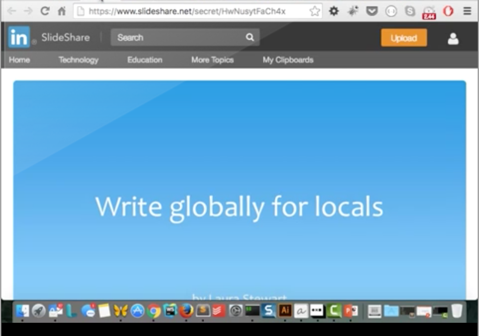 https://www.slideshare.net/secret/HwNusytFaCh4x
in SlideShare Search Upload
Home Technology Education More Topics My Clipboards
Write globally for locals
by Laura Stewart